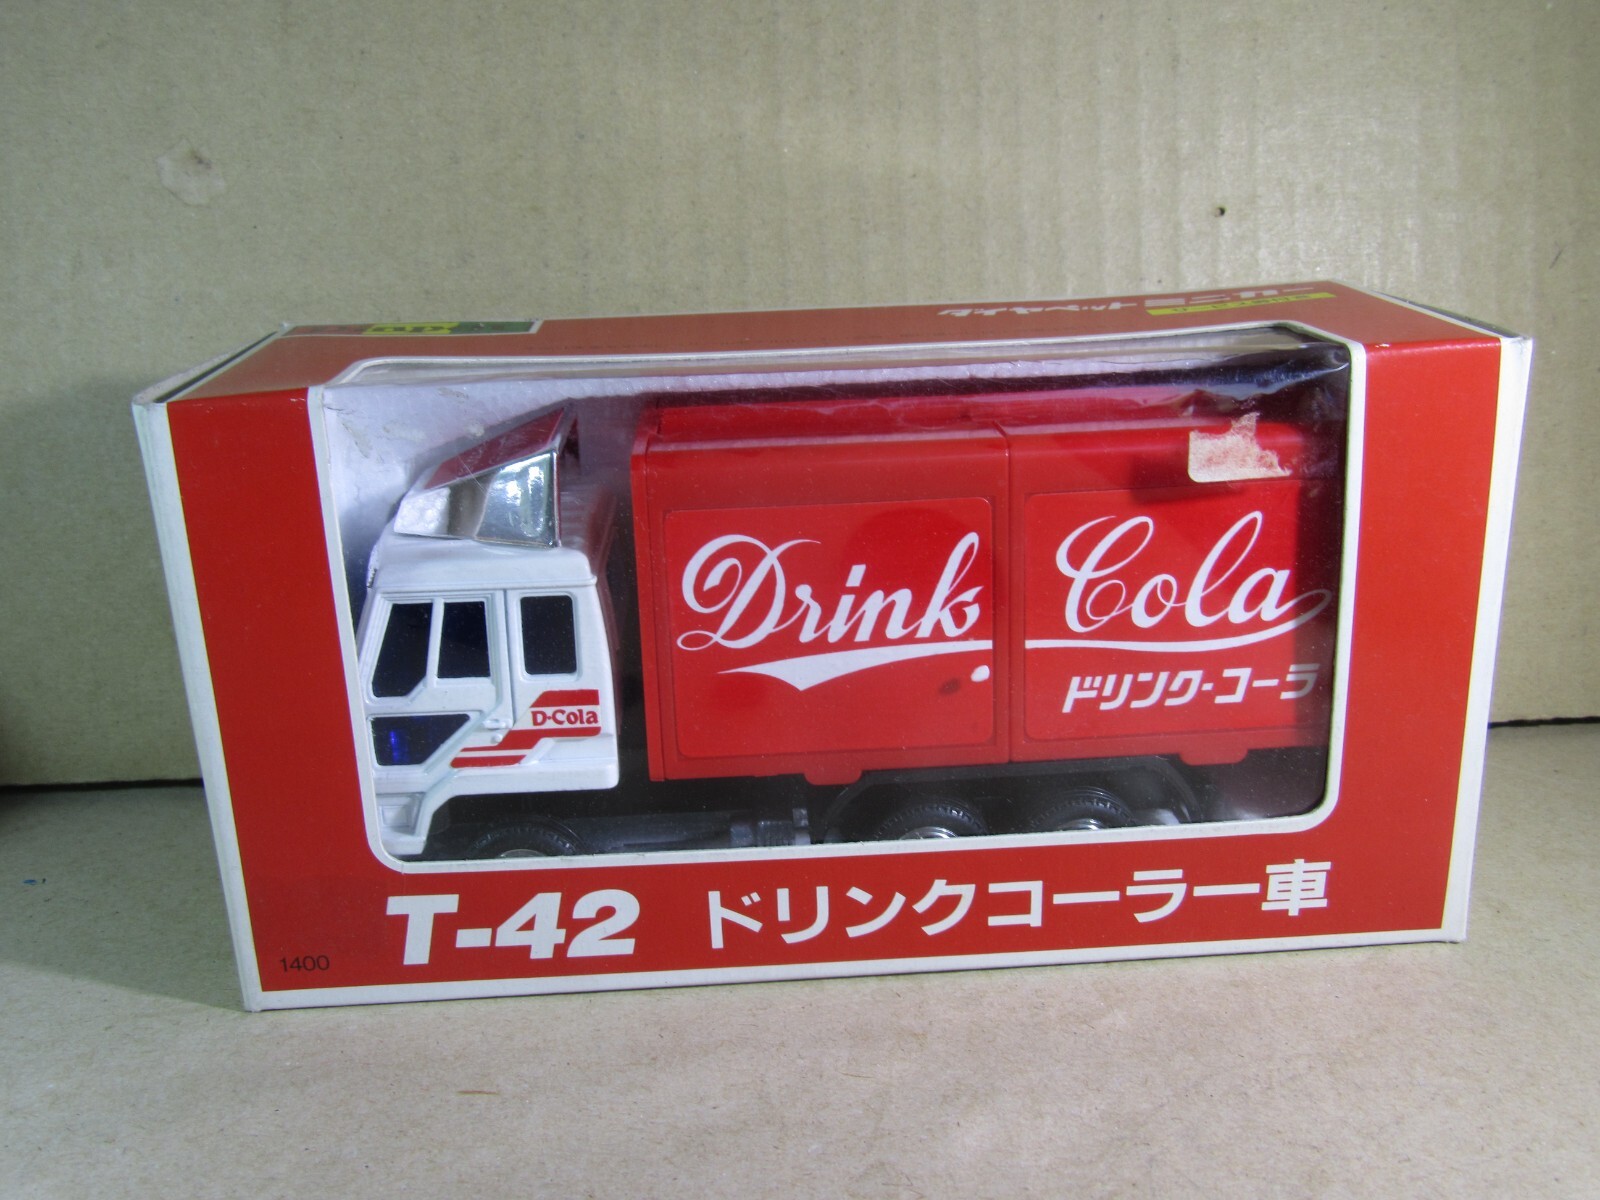 ダイヤペット ミニカー
Drink Cola
ドリンク・コーラ
D-Cola
T-42 ドリンクコーラー車
1400